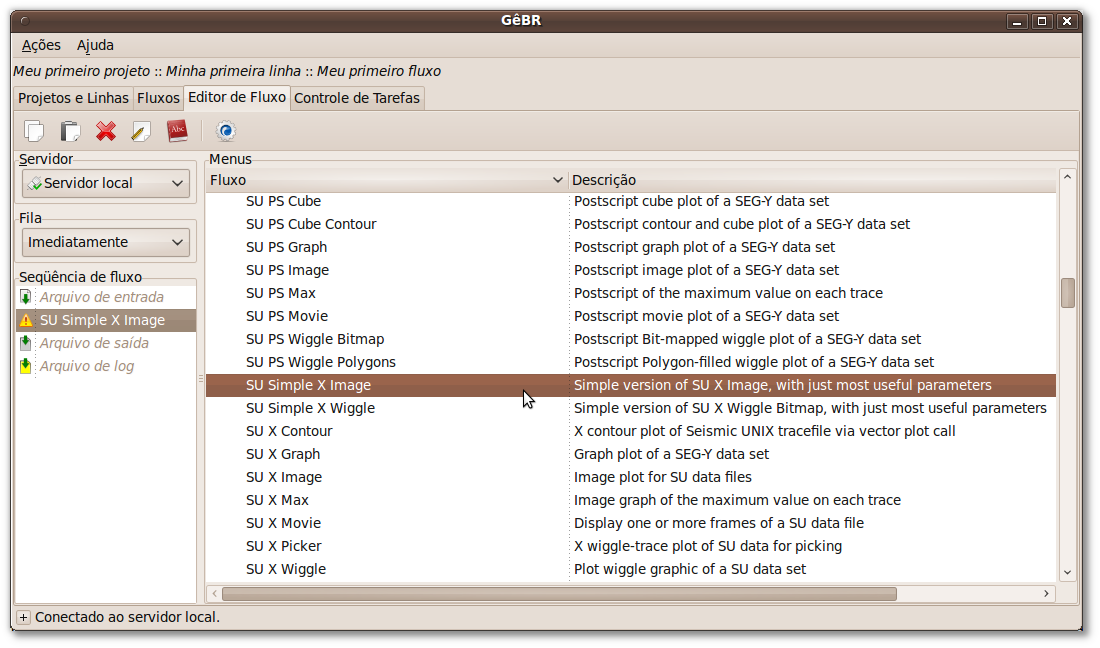 GêBR
Ações Ajuda
Meu primeiro projeto :: Minha primeira linha :: Meu primeiro fluxo
Projetos e Linhas Fluxos Editor de Fluxo Controle de Tarefas
Abc
Servidor
Servidor local
Fila
Imediatamente
Seqüência de fluxo
Arquivo de entrada
SU Simple X Image
Arquivo de saída
Arquivo de log
Menus
Fluxo Descrição
SU PS Cube Postscript cube plot of a SEG-Y data set
SU PS Cube Contour Postscript contour and cube plot of a SEG-Y data set
SU PS Graph Postscript graph plot of a SEG-Y data set
SU PS Image Postscript image plot of a SEG-Y data set
SU PS Max Postscript of the maximum value on each trace
SU PS Movie Postscript movie plot of a SEG-Y data set
SU PS Wiggle Bitmap Postscript Bit-mapped wiggle plot of a SEG-Y data set
SU PS Wiggle Polygons Postscript Polygon-filled wiggle plot of a SEG-Y data set
SU Simple X Image Simple version of SU X Image, with just most useful parameters
SU Simple X Wiggle Simple version of SU X Wiggle Bitmap, with just most useful parameters
SU X Contour X contour plot of Seismic UNIX tracefile via vector plot call
SU X Graph Graph plot of a SEG-Y data set
SU X Image Image plot for SU data files
SU X Max Image graph of the maximum value on each trace
SU X Movie Display one or more frames of a SU data file
SU X Picker X wiggle-trace plot of SU data for picking
SU X Wiggle Plot wiggle graphic of a SU data set
Conectado ao servidor local.